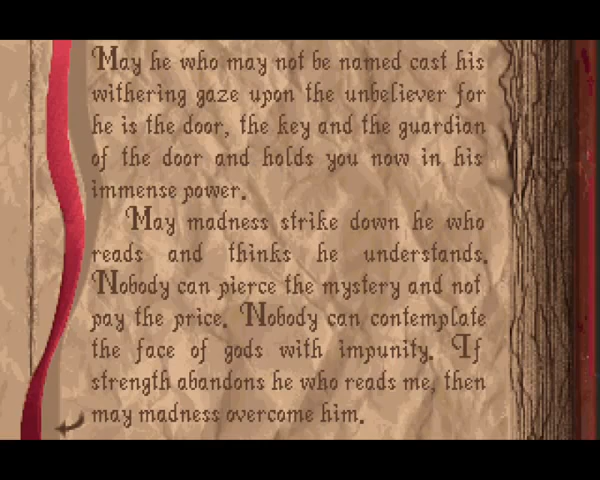 May he who may not be named cast his
withering gaze upon the unbeliever for
he is the door, the key and the guardian
of the door and holds you now in his
immense power.
May madness strike down he who
reads and thinks he understands.
Nobody can pierce the mystery and not
pay the price. Nobody can contemplate
the face of gods with impunity. If
strength abandons he who reads me, then
may madness overcome him.